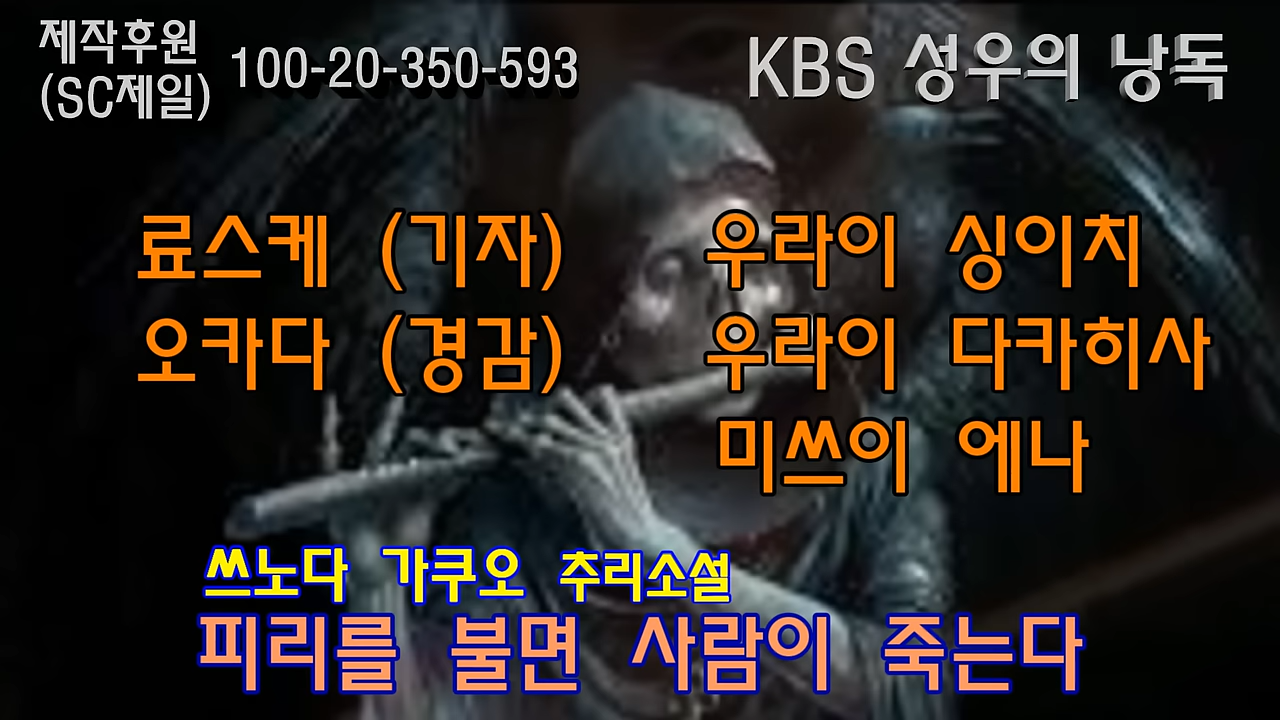 제작후원
(SC제일)
100-20-350-593
KBS 성우의 낭독
료스케 (기자)
오카다 (경감)
우라이 싱이치
우라이 다카히사
미쓰이 에나
쓰노다 가쿠오 추리소설
피리를 불면 사람이 죽는다